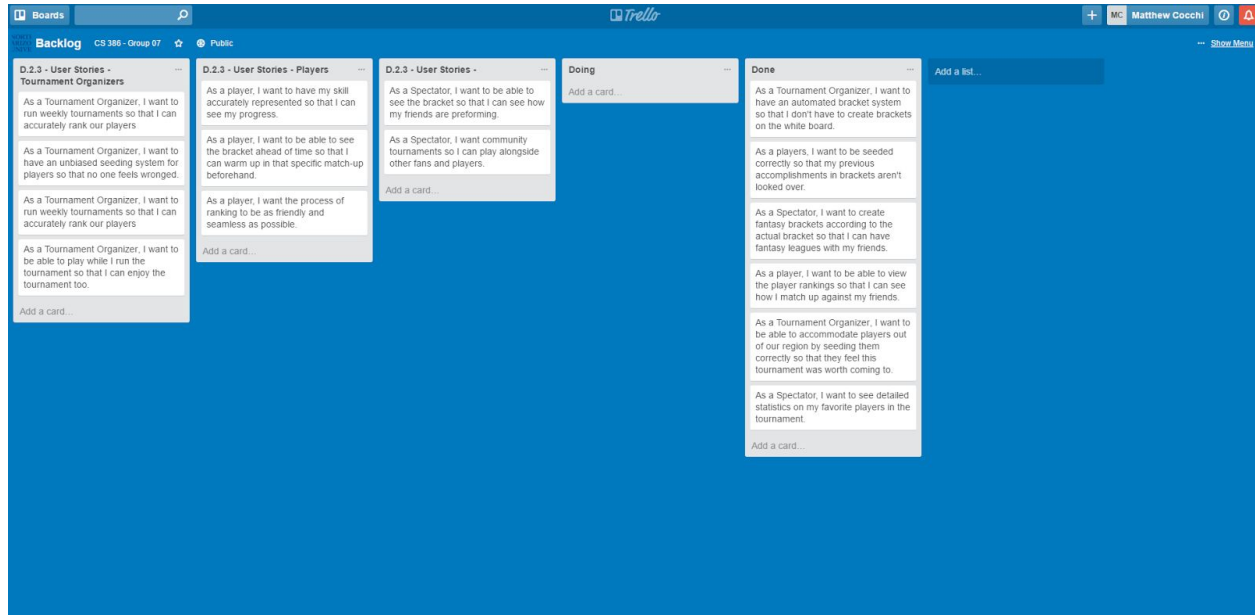 Boards
Trello
+
MC Matthew Cocchi
Backlog
CS 386 - Group 07
Public
... Show Menu
D.2.3 - User Stories -
Tournament Organizers
...
As a Tournament Organizer, I want to
run weekly tournaments so that I can
accurately rank our players
As a Tournament Organizer, I want to
have an unbiased seeding system for
players so that no one feels wronged.
As a Tournament Organizer, I want to
run weekly tournaments so that I can
accurately rank our players
As a Tournament Organizer, I want to
be able to play while I run the
tournament so that I can enjoy the
tournament too.
Add a card...
D.2.3 - User Stories - Players
...
As a player, I want to have my skill
accurately represented so that I can
see my progress.
As a player, I want to be able to see
the bracket ahead of time so that I
can warm up in that specific match-up
beforehand.
As a player, I want the process of
ranking to be as friendly and
seamless as possible.
Add a card...
D.2.3 - User Stories -
...
As a Spectator, I want to be able to
see the bracket so that I can see how
my friends are preforming.
As a Spectator, I want community
tournaments so I can play alongside
other fans and players.
Add a card...
Doing
...
Add a card...
Done
...
As a Tournament Organizer, I want to
have an automated bracket system
so that I don't have to create brackets
on the white board.
As a players, I want to be seeded
correctly so that my previous
accomplishments in brackets aren't
looked over.
As a Spectator, I want to create
fantasy brackets according to the
actual bracket so that I can have
fantasy leagues with my friends.
As a player, I want to be able to view
the player rankings so that I can see
how I match up against my friends.
As a Tournament Organizer, I want to
be able to accommodate players out
of our region by seeding them
correctly so that they feel this
tournament was worth coming to.
As a Spectator, I want to see detailed
statistics on my favorite players in the
tournament.
Add a card...
Add a list...